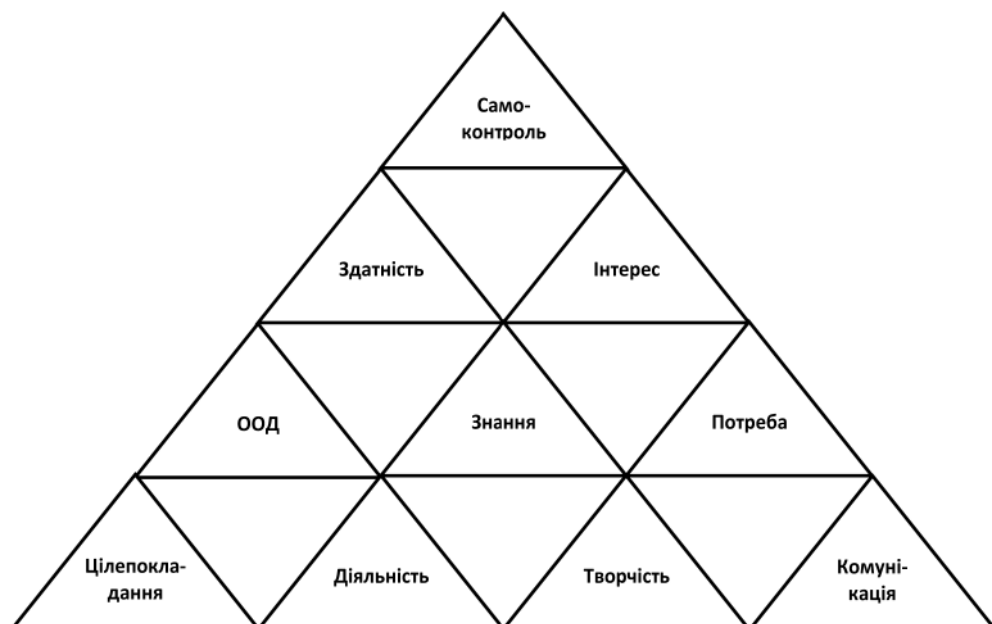 Само-
контроль
Здатність
Інтерес
ООД
Знання
Потреба
Цілепокла-
дання
Діяльність
Творчість
Комуні-
кація